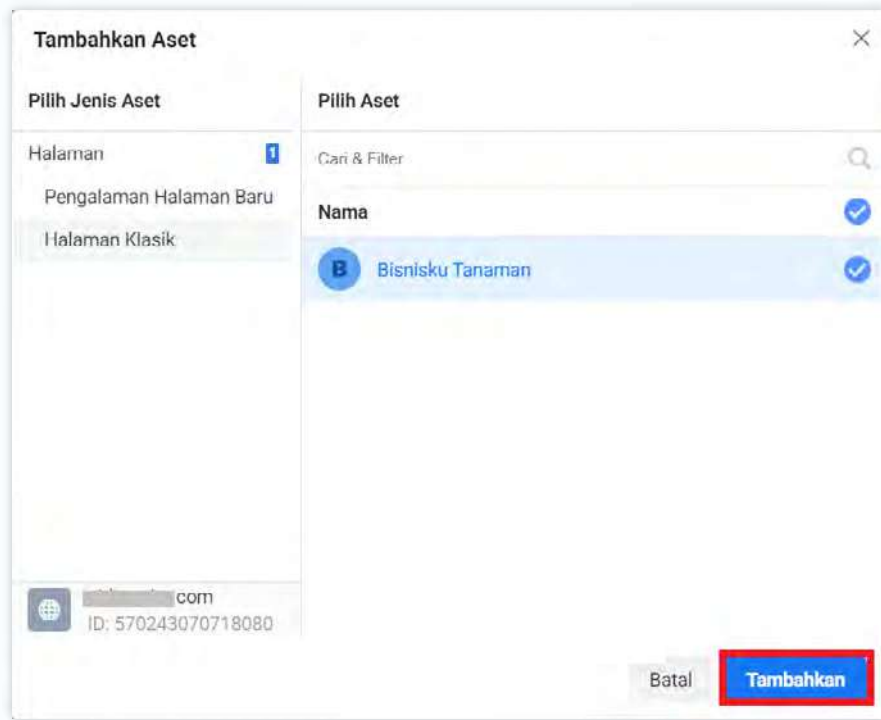 Tambahkan Aset
Pilih Jenis Aset
Halaman 1
Pengalaman Halaman Baru
Halaman Klasik
Pilih Aset
Cari & Filter
Nama
B Bisnisku Tanaman
com
ID: 570243070718080
Batal Tambahkan